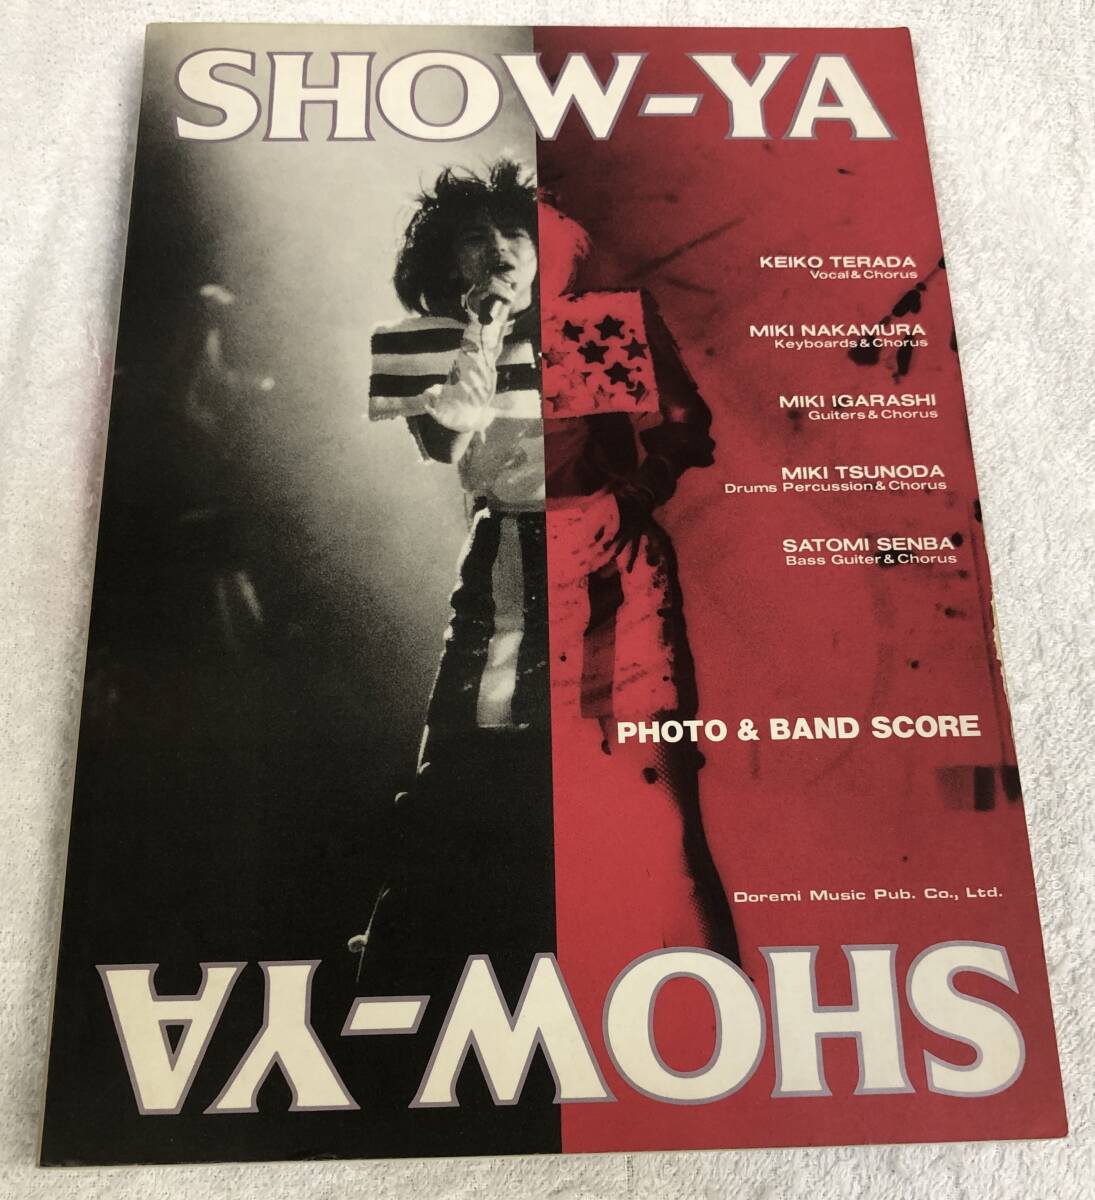 SHOW-YA
KEIKO TERADA
Vocal & Chorus
MIKI NAKAMURA
Keyboards & Chorus
MIKI IGARASHI
Guiters & Chorus
MIKI TSUNODA
Drums Percussion & Chorus
SATOMI SENBA
Bass Guiter & Chorus
PHOTO & BAND SCORE
Doremi Music Pub. Co., Ltd.
SHOW-YA